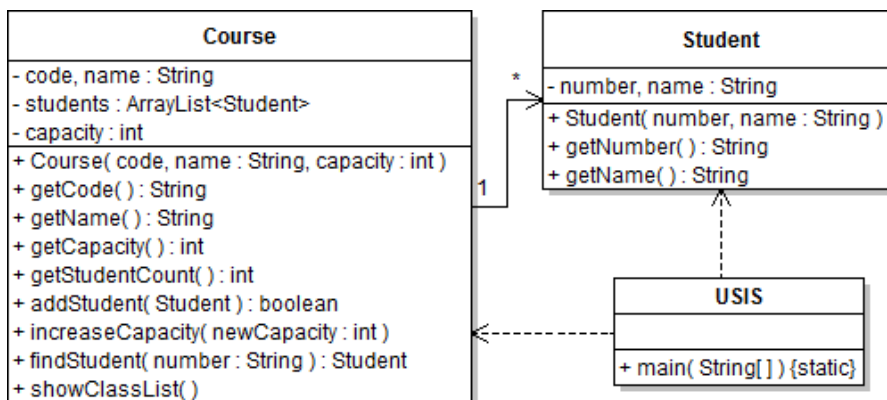 Course
- code, name : String
- students : ArrayList<Student>
- capacity : int
+ Course( code, name : String, capacity : int )
+ getCode( ) : String
+ getName( ) : String
+ getCapacity( ) : int
+ getStudentCount( ) : int
+ addStudent( Student ) : boolean
+ increaseCapacity( newCapacity : int )
+ findStudent( number : String ) : Student
+ showClassList( )
1
*
Student
- number, name : String
+ Student( number, name : String )
+ getNumber( ) : String
+ getName( ) : String
USIS
+ main( String[ ] ) {static}